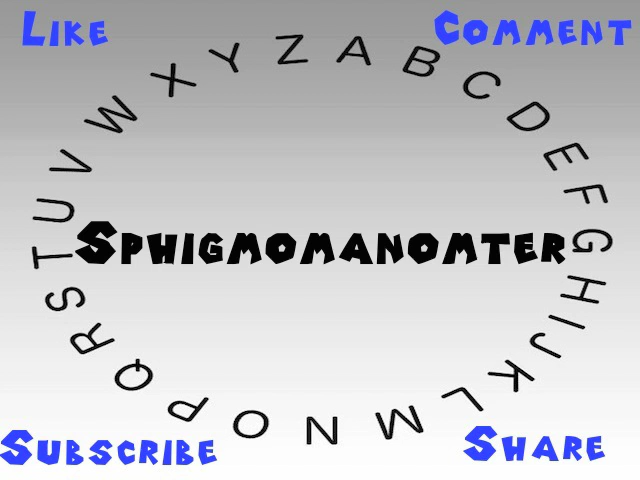 Like
Comment
A B C D E F G H I J K L M N O P Q R S T U V W X Y Z
Sphigmomanomter
Subscribe
Share